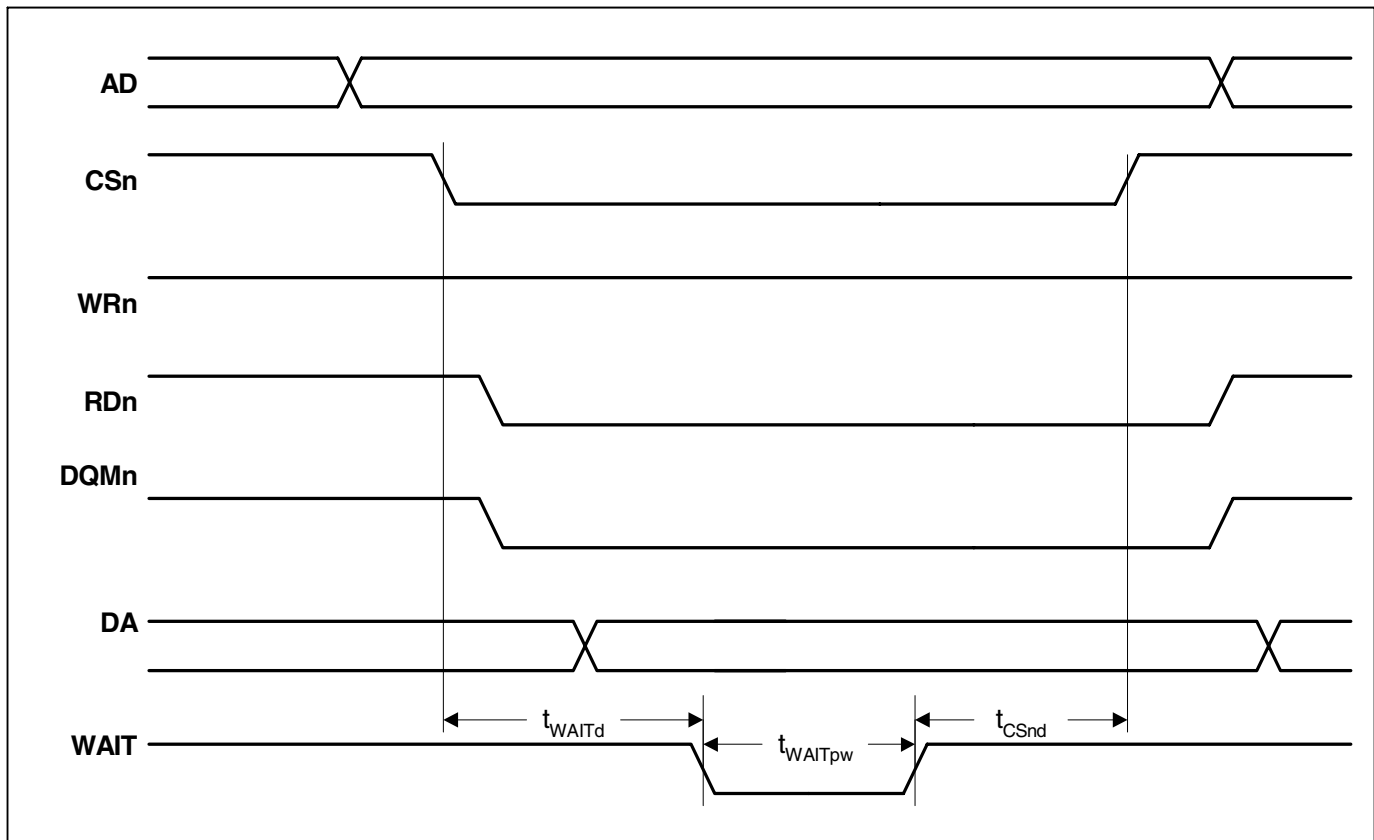 AD
CSn
WRn
RDn
DQMn
DA
tWAITd
tCSnd
WAIT
tWAITpw